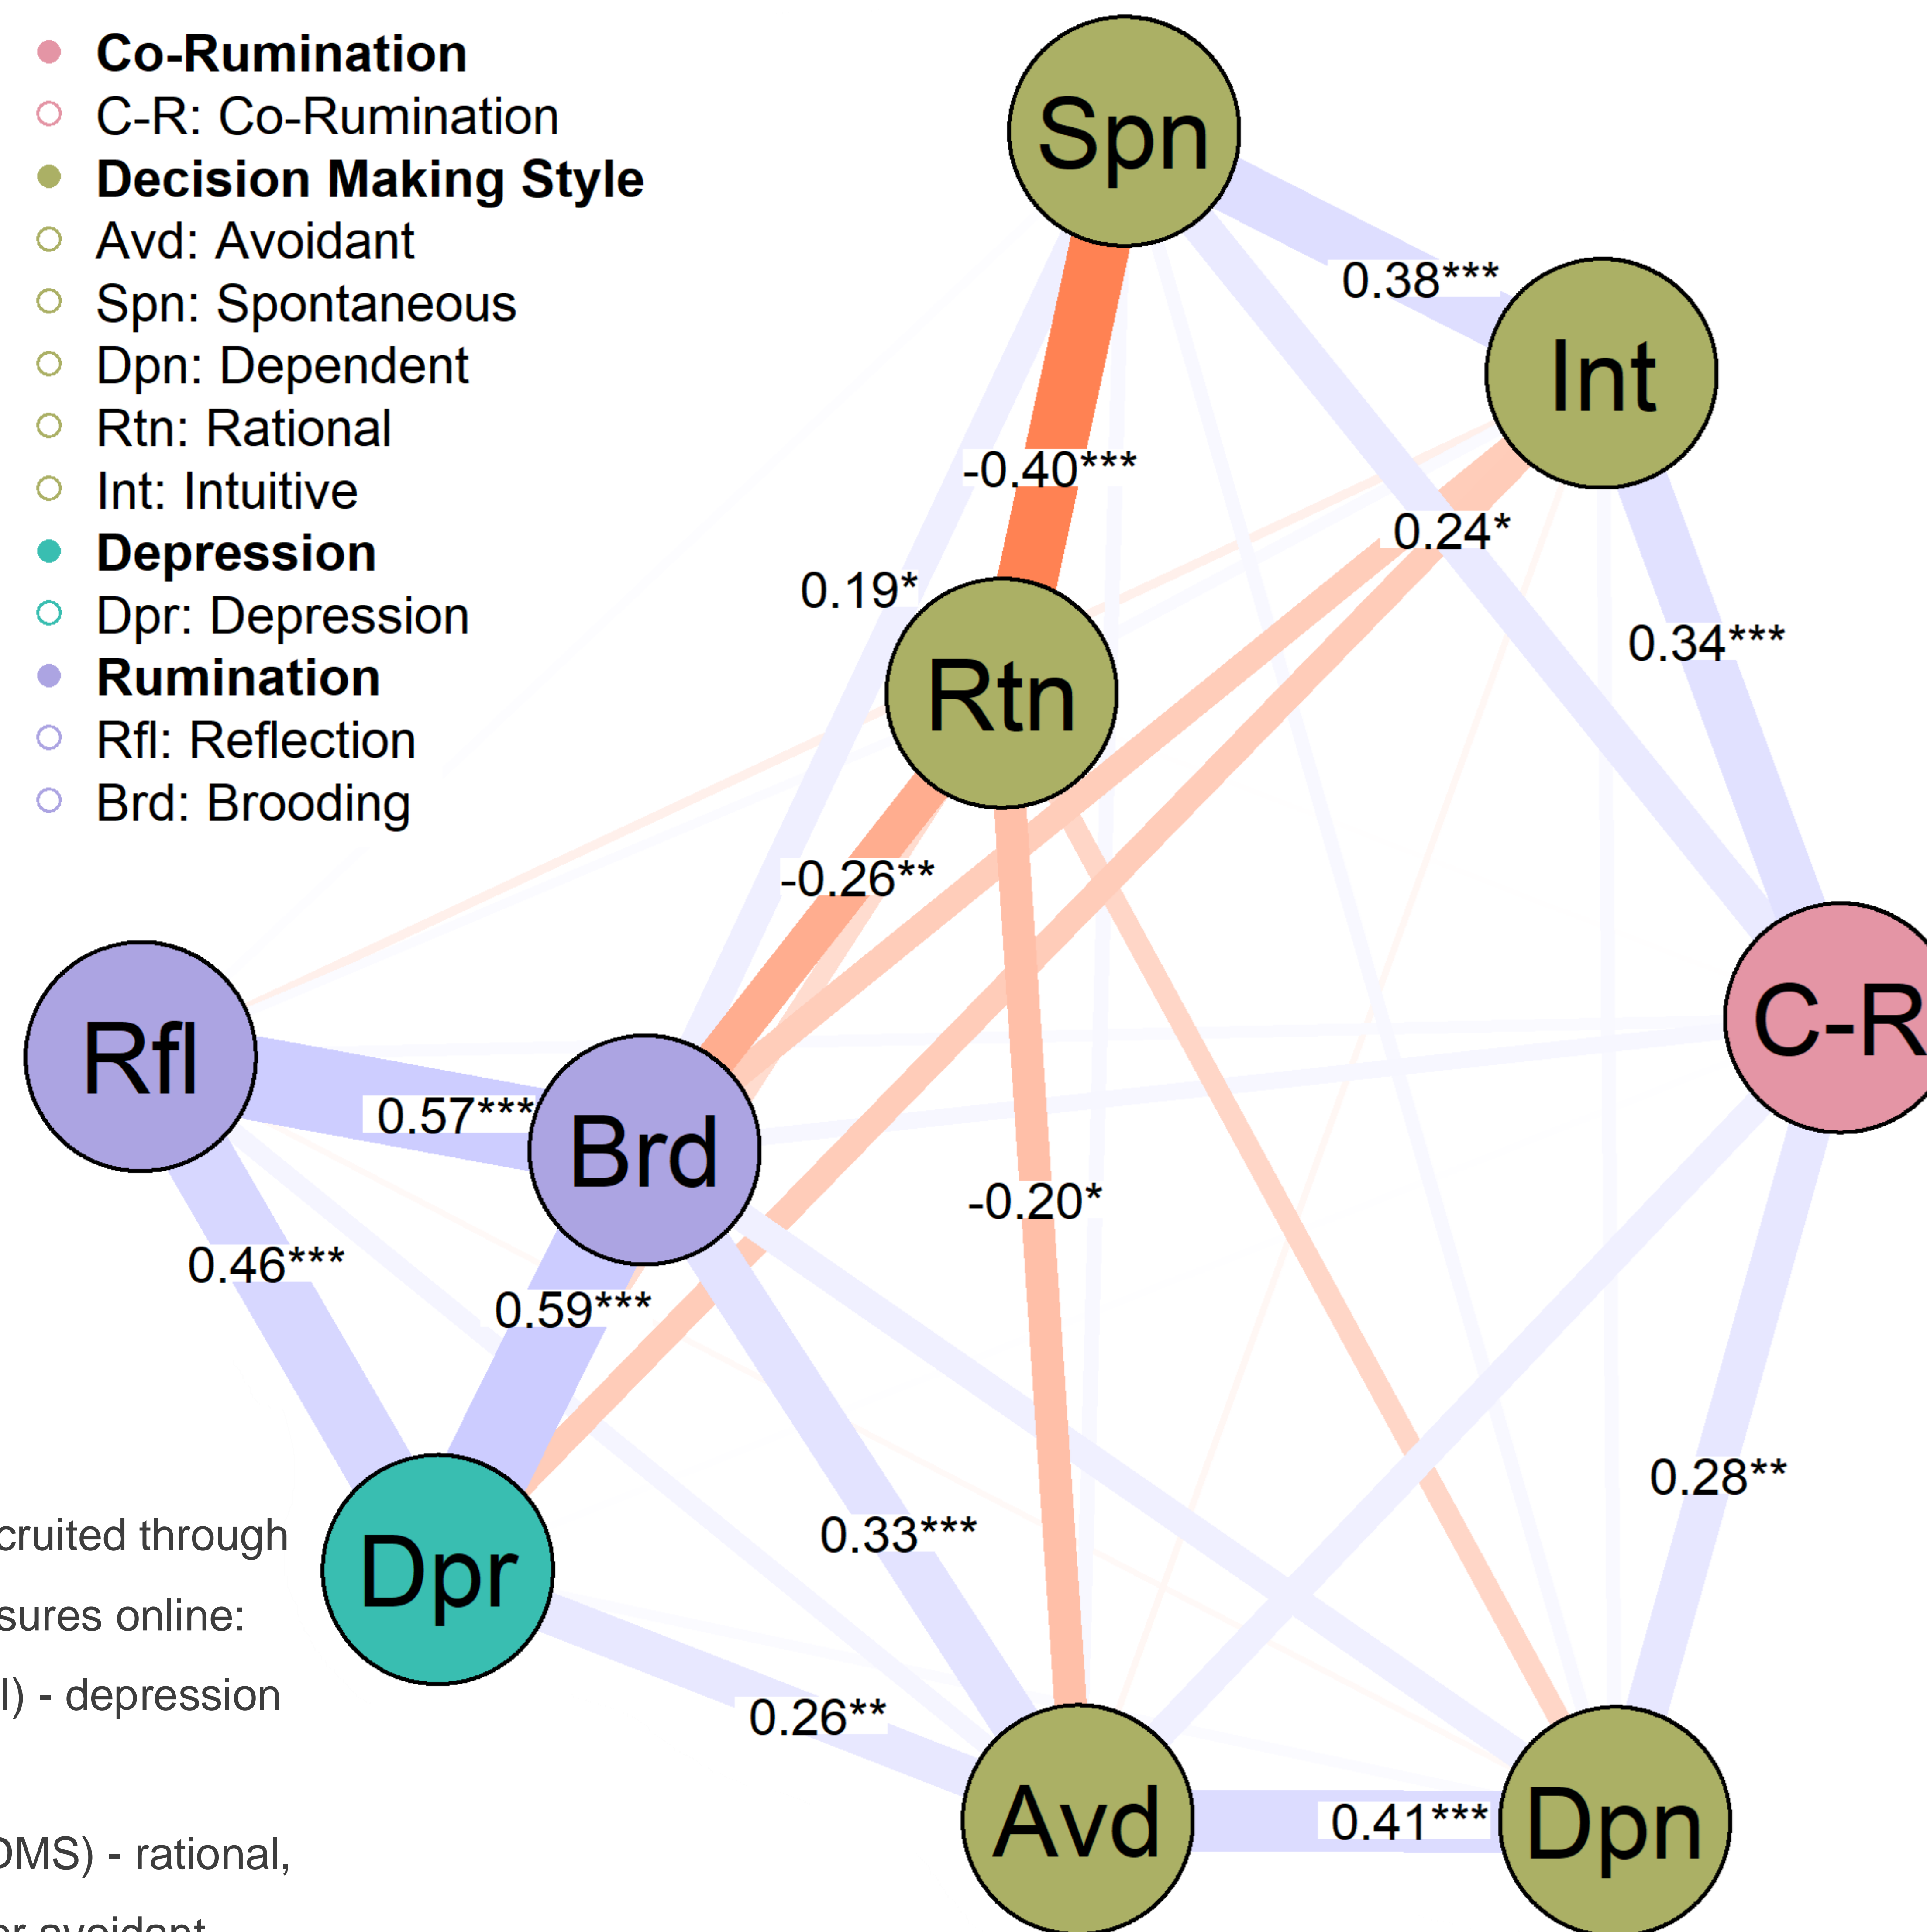 Co-Rumination
C-R: Co-Rumination
Decision Making Style
Avd: Avoidant
Spn: Spontaneous
Dpn: Dependent
Rtn: Rational
Int: Intuitive
Depression
Dpr: Depression
Rumination
Rfl: Reflection
Brd: Brooding
Spn
0.38***
Int
-0.40***
0.24*
0.19*
0.34***
Rtn
-0.26**
C-R
Rfl
0.57***
Brd
-0.20*
0.46***
0.59***
0.28**
cruited through
0.33***
Dpr
sures online:
) - depression
0.26**
Avd
0.41***
Dpn
DMS) - rational,
or avoidant